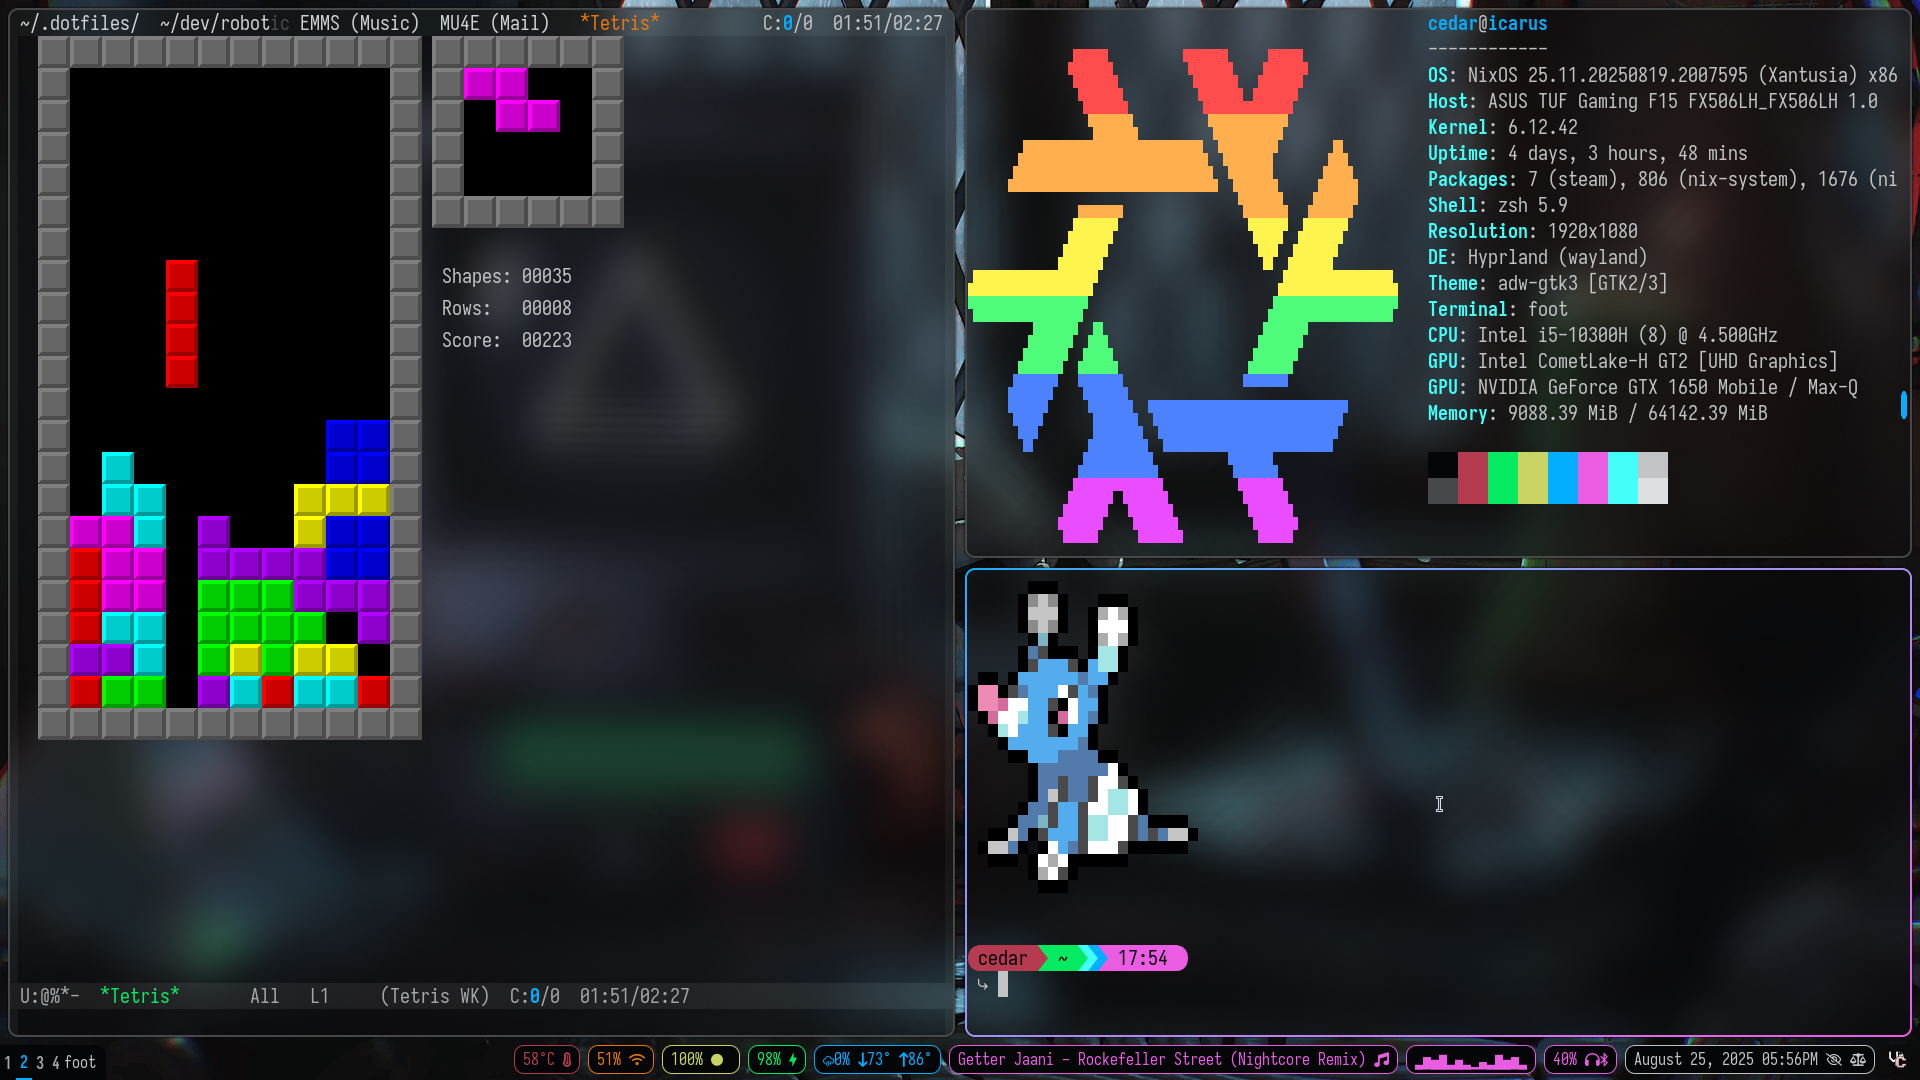 ~/.dotfiles/ ~/dev/robotic EMMS (Music) MU4E (Mail) *Tetris* C:0/0 01:51/02:27
Shapes: 00035
Rows: 00008
Score: 00223
U:@%*- *Tetris* All L1 (Tetris WK) C:0/0 01:51/02:27
cedar@icarus
------------
OS: NixOS 25.11.20250819.2007595 (Xantusia) x86
Host: ASUS TUF Gaming F15 FX506LH_FX506LH 1.0
Kernel: 6.12.42
Uptime: 4 days, 3 hours, 48 mins
Packages: 7 (steam), 806 (nix-system), 1676 (ni
Shell: zsh 5.9
Resolution: 1920x1080
DE: Hyprland (wayland)
Theme: adw-gtk3 [GTK2/3]
Terminal: foot
CPU: Intel i5-10300H (8) @ 4.500GHz
GPU: Intel CometLake-H GT2 [UHD Graphics]
GPU: NVIDIA GeForce GTX 1650 Mobile / Max-Q
Memory: 9088.39 MiB / 64142.39 MiB
cedar ~ 17:54
1 2 3 4 foot 58°C 51% 100% 98% 0% ↓73° ↑86° Getter Jaani - Rockefeller Street (Nightcore Remix) 40% August 25, 2025 05:56PM